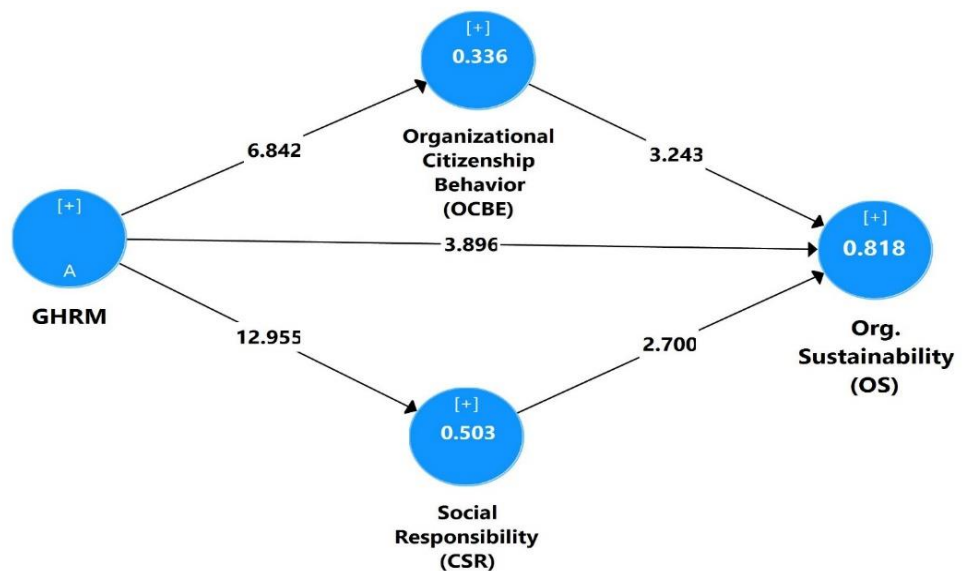 [+]
0.336
Organizational
Citizenship
Behavior
(OCBE)
6.842
3.243
[+]
A
GHRM
3.896
[+]
0.818
Org.
Sustainability
(OS)
12.955
2.700
[+]
0.503
Social
Responsibility
(CSR)